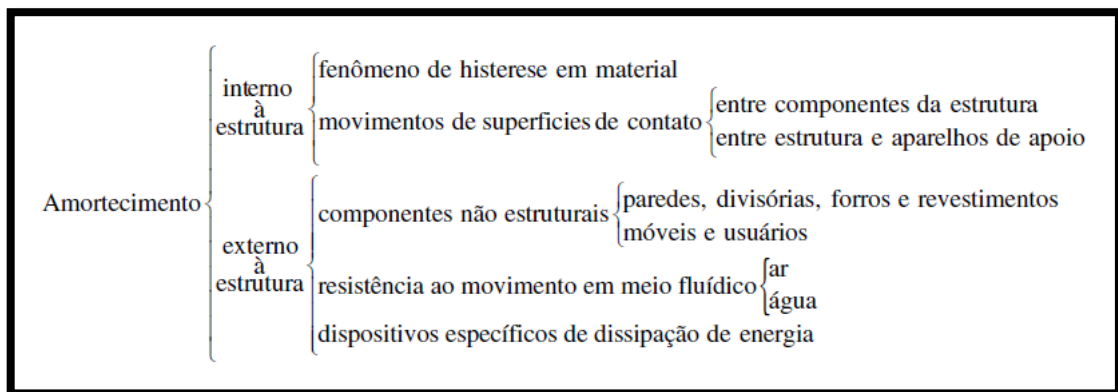 Amortecimento
interno
à
estrutura
fenômeno de histerese em material
movimentos de superficies de contato
entre componentes da estrutura
entre estrutura e aparelhos de apoio
externo
à
estrutura
componentes não estruturais
paredes, divisórias, forros e revestimentos
móveis e usuários
resistência ao movimento em meio fluídico
ar
água
dispositivos específicos de dissipação de energia